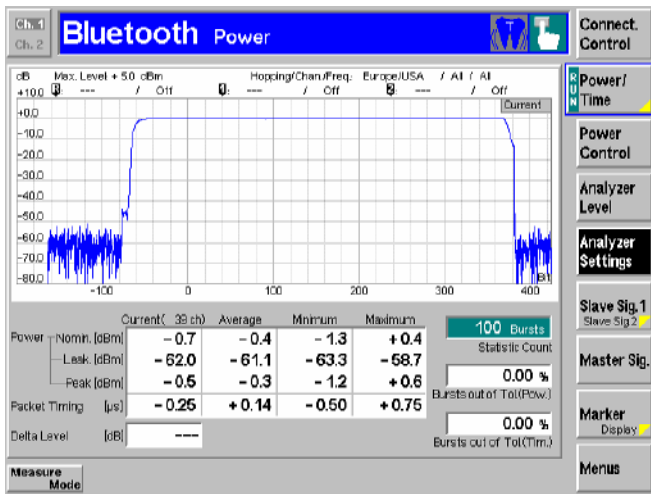 Ch. 1
Ch. 2
Bluetooth Power
Connect. Control
dB Max. Level + 5.0 dBm Hopping/Chan./Freq.: Europe/USA / All / All
+10.0 --- / Off --- / Off --- / Off
Current
+0.0
-10.0
-20.0
-30.0
-40.0
-50.0
-60.0
-70.0
-80.0
-100 0 100 200 300 400
Bit
RUN
Power/
Time
Power
Control
Analyzer
Level
Analyzer
Settings
Slave Sig.1
Slave Sig.2
Master Sig.
Marker
Display
Menus
Current( 39 ch) Average Minimum Maximum
Power Nomin. [dBm] - 0.7 - 0.4 - 1.3 + 0.4
Leak. [dBm] - 62.0 - 61.1 - 63.3 - 58.7
Peak [dBm] - 0.5 - 0.3 - 1.2 + 0.6
Packet Timing [µs] - 0.25 + 0.14 - 0.50 + 0.75
Delta Level [dB] ---
100 Bursts
Statistic Count
0.00 %
Bursts out of Tol.(Pow.)
0.00 %
Bursts out of Tol.(Tim.)
Measure
Mode